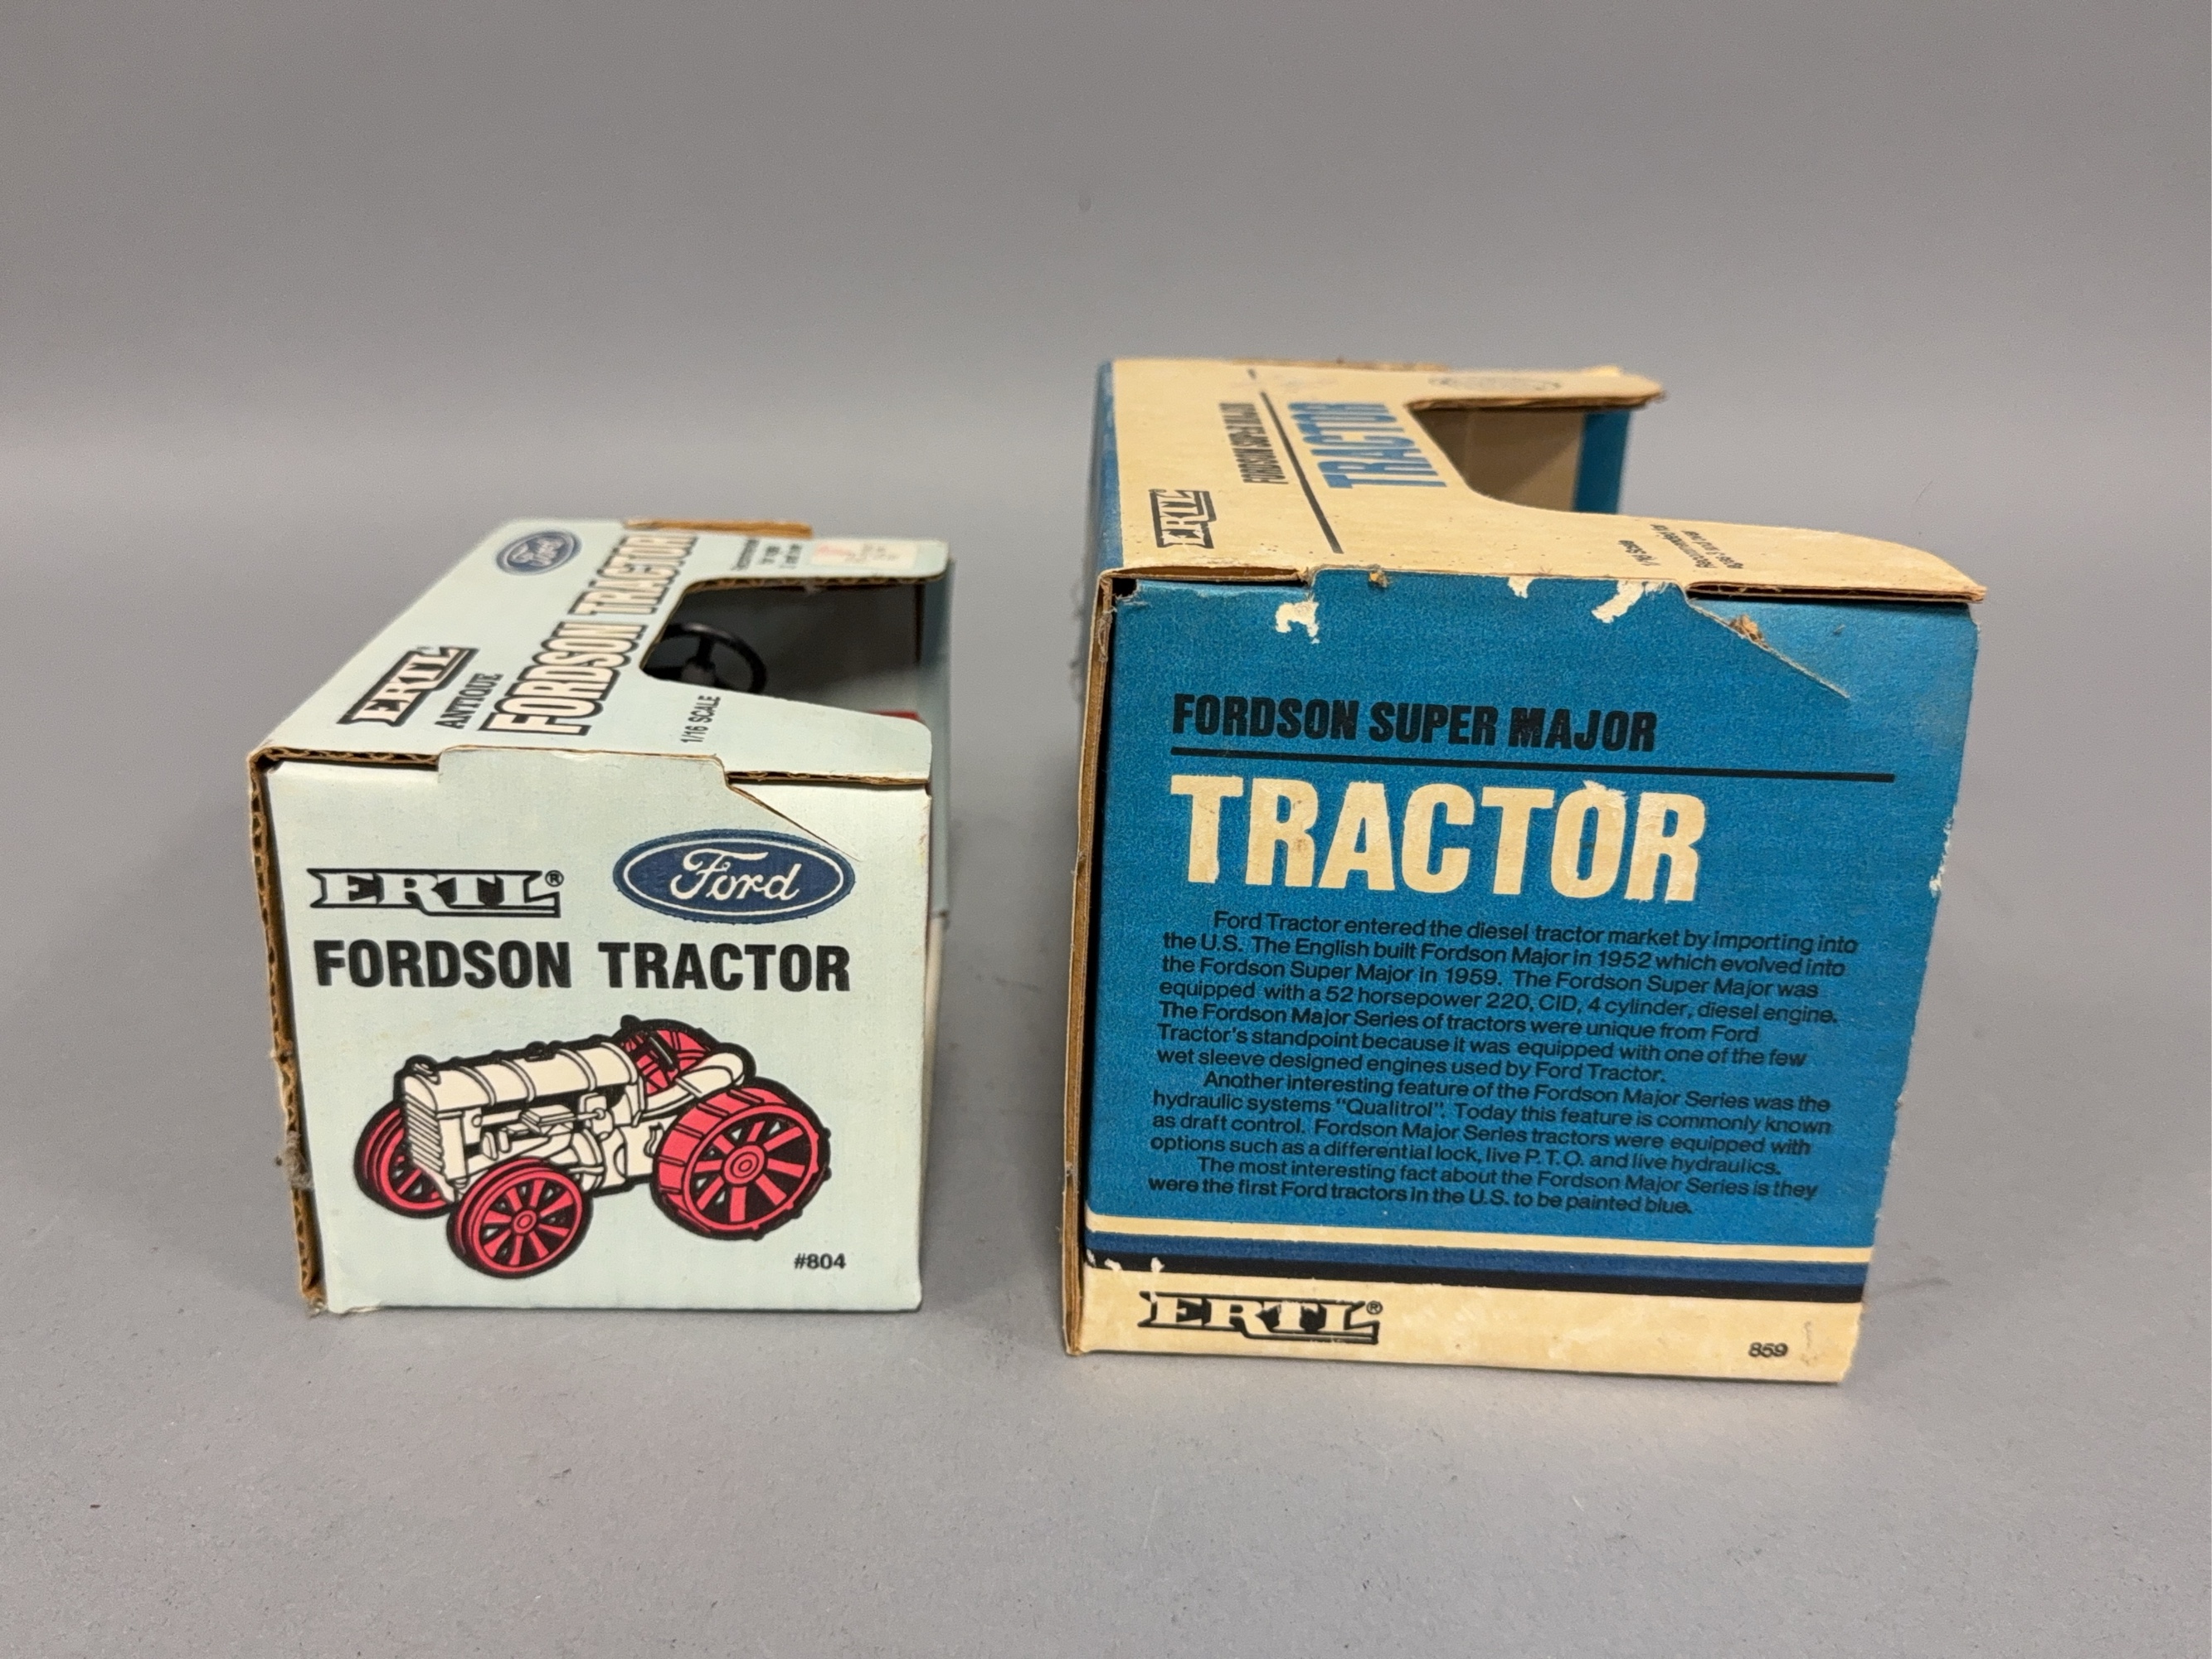 Ford
ERTL
ANTIQUE
FORDSON TRACTOR
1/16 SCALE
ERTL®
Ford
FORDSON TRACTOR
#804
ERTL®
FORDSON SUPER MAJOR
TRACTOR
1/16 Scale
FORDSON SUPER MAJOR
TRACTOR
Ford Tractor entered the diesel tractor market by importing into
the U.S. The English built Fordson Major in 1952 which evolved into
the Fordson Super Major in 1959. The Fordson Super Major was
equipped with a 52 horsepower 220, CID, 4 cylinder, diesel engine.
The Fordson Major Series of tractors were unique from Ford
Tractor's standpoint because it was equipped with one of the few
wet sleeve designed engines used by Ford Tractor.
Another interesting feature of the Fordson Major Series was the
hydraulic systems "Qualitrol". Today this feature is commonly known
as draft control. Fordson Major Series tractors were equipped with
options such as a differential lock, live P.T.O. and live hydraulics.
The most interesting fact about the Fordson Major Series is they
were the first Ford tractors in the U.S. to be painted blue.
ERTL®
859